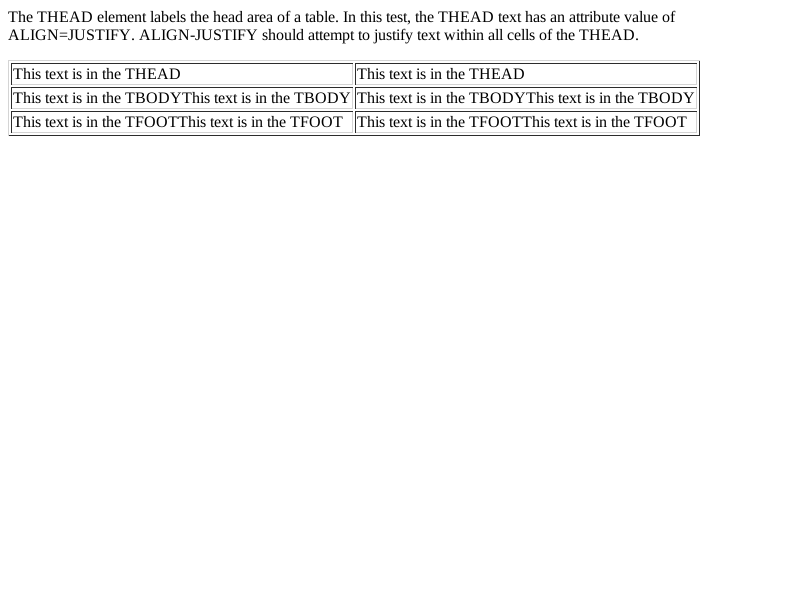 The THEAD element labels the head area of a table. In this test, the THEAD text has an attribute value of
ALIGN=JUSTIFY. ALIGN-JUSTIFY should attempt to justify text within all cells of the THEAD.
This text is in the THEAD This text is in the THEAD
This text is in the TBODYThis text is in the TBODY This text is in the TBODYThis text is in the TBODY
This text is in the TFOOTThis text is in the TFOOT This text is in the TFOOTThis text is in the TFOOT